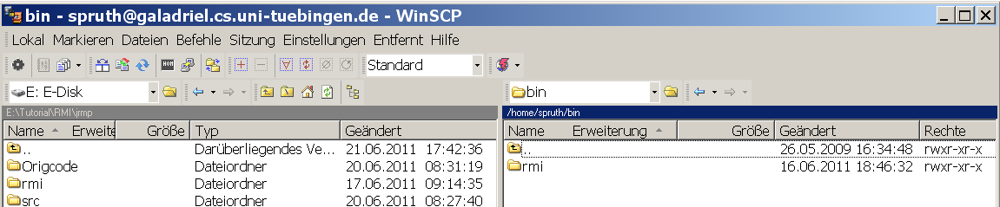 bin - spruth@galadriel.cs.uni-tuebingen.de - WinSCP
Lokal Markieren Dateien Befehle Sitzung Einstellungen Entfernt Hilfe
Standard
E: E-Disk bin
E:\Tutorial\RMI\jrmp /home/spruth/bin
Name Erweite Größe Typ Geändert Name Erweiterung Größe Geändert Rechte
.. Darüberliegendes Ve... 21.06.2011 17:42:36 .. 26.05.2009 16:34:48 rwxr-xr-x
Origcode Dateiordner 20.06.2011 08:31:19 rmi 16.06.2011 18:46:32 rwxr-xr-x
rmi Dateiordner 17.06.2011 09:14:35
src Dateiordner 20.06.2011 08:27:40